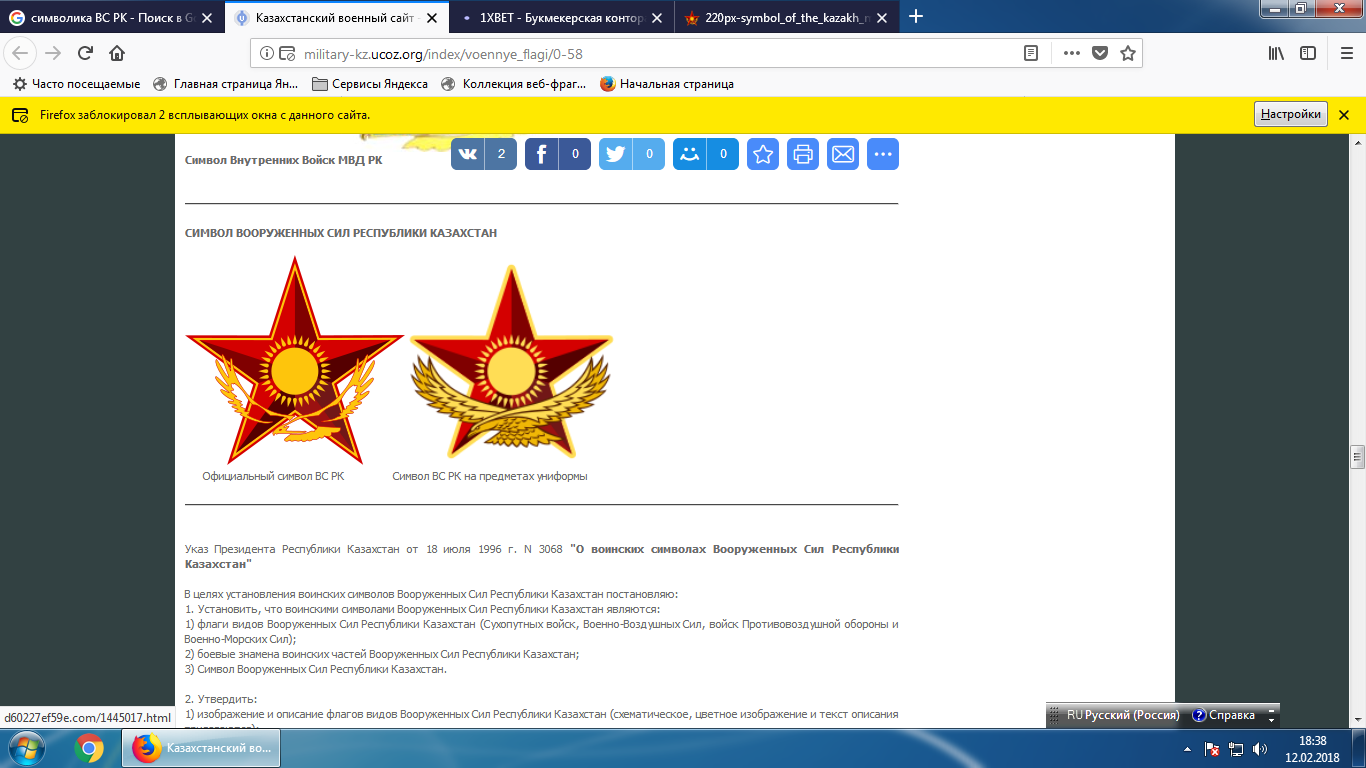 символика ВС РК - Поиск в G
Казахстанский военный сайт -
1XBET - Букмекерская контор
220px-symbol_of_the_kazakh_m
military-kz.ucoz.org/index/voennye_flagi/0-58
Часто посещаемые
Главная страница Ян...
Сервисы Яндекса
Коллекция веб-фраг...
Начальная страница
Firefox заблокировал 2 всплывающих окна с данного сайта.
Настройки
2 0 0 0
Символ Внутренних Войск МВД РК
СИМВОЛ ВООРУЖЕННЫХ СИЛ РЕСПУБЛИКИ КАЗАХСТАН
Официальный символ ВС РК
Символ ВС РК на предметах униформы
Указ Президента Республики Казахстан от 18 июля 1996 г. N 3068 "О воинских символах Вооруженных Сил Республики
Казахстан"
В целях установления воинских символов Вооруженных Сил Республики Казахстан постановляю:
1. Установить, что воинскими символами Вооруженных Сил Республики Казахстан являются:
1) флаги видов Вооруженных Сил Республики Казахстан (Сухопутных войск, Военно-Воздушных Сил, войск Противовоздушной обороны и
Военно-Морских Сил);
2) боевые знамена воинских частей Вооруженных Сил Республики Казахстан;
3) Символ Вооруженных Сил Республики Казахстан.
2. Утвердить:
1) изображение и описание флагов видов Вооруженных Сил Республики Казахстан (схематическое, цветное изображение и текст описания
d60227ef59e.com/1445017.html
RU Русский (Россия)
Справка
Казахстанский во...
18:38
12.02.2018